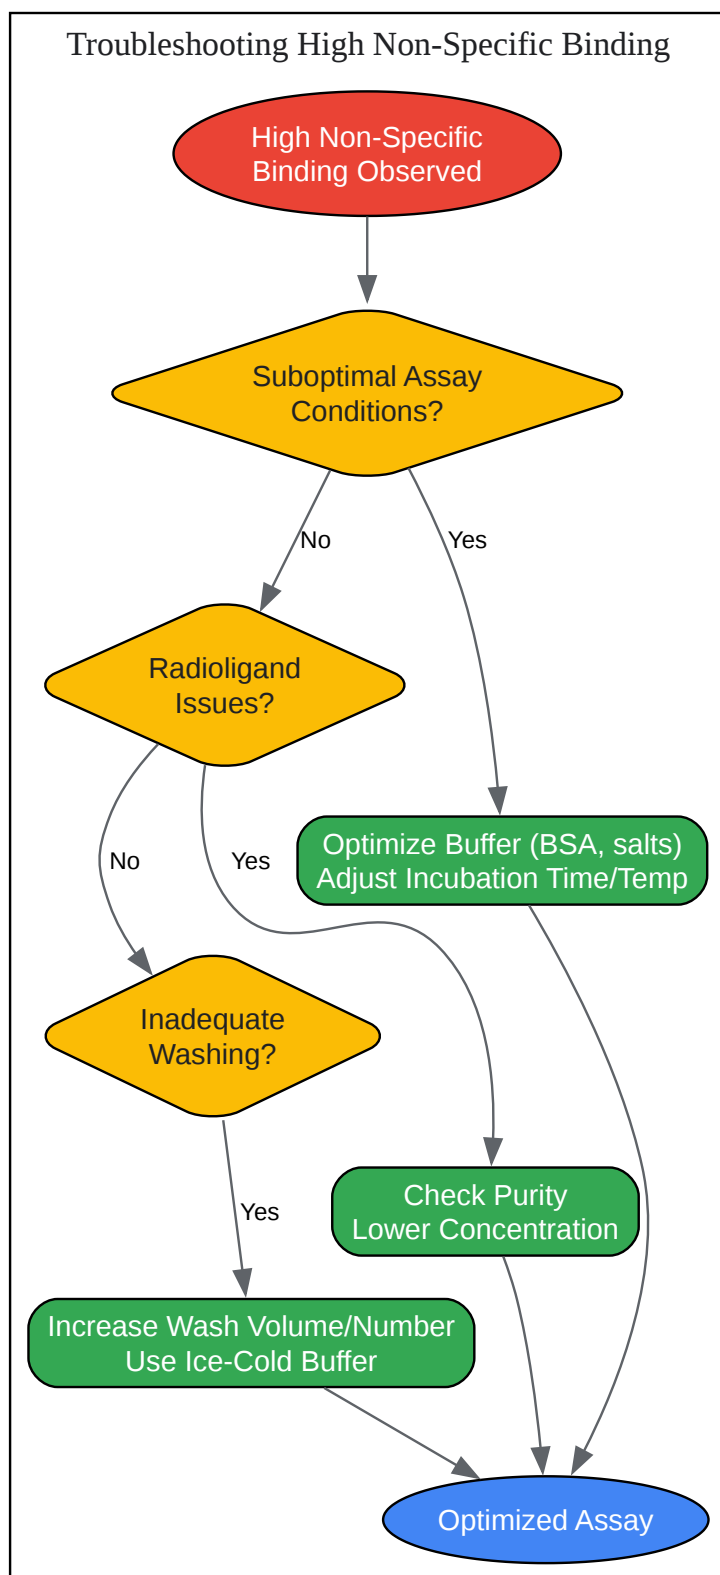 Troubleshooting High Non-Specific Binding
High Non-Specific
Binding Observed
Suboptimal Assay
Conditions?
No
Yes
Radioligand
Issues?
Optimize Buffer (BSA, salts)
Adjust Incubation Time/Temp
No
Yes
Inadequate
Washing?
Check Purity
Lower Concentration
Yes
Increase Wash Volume/Number
Use Ice-Cold Buffer
Optimized Assay